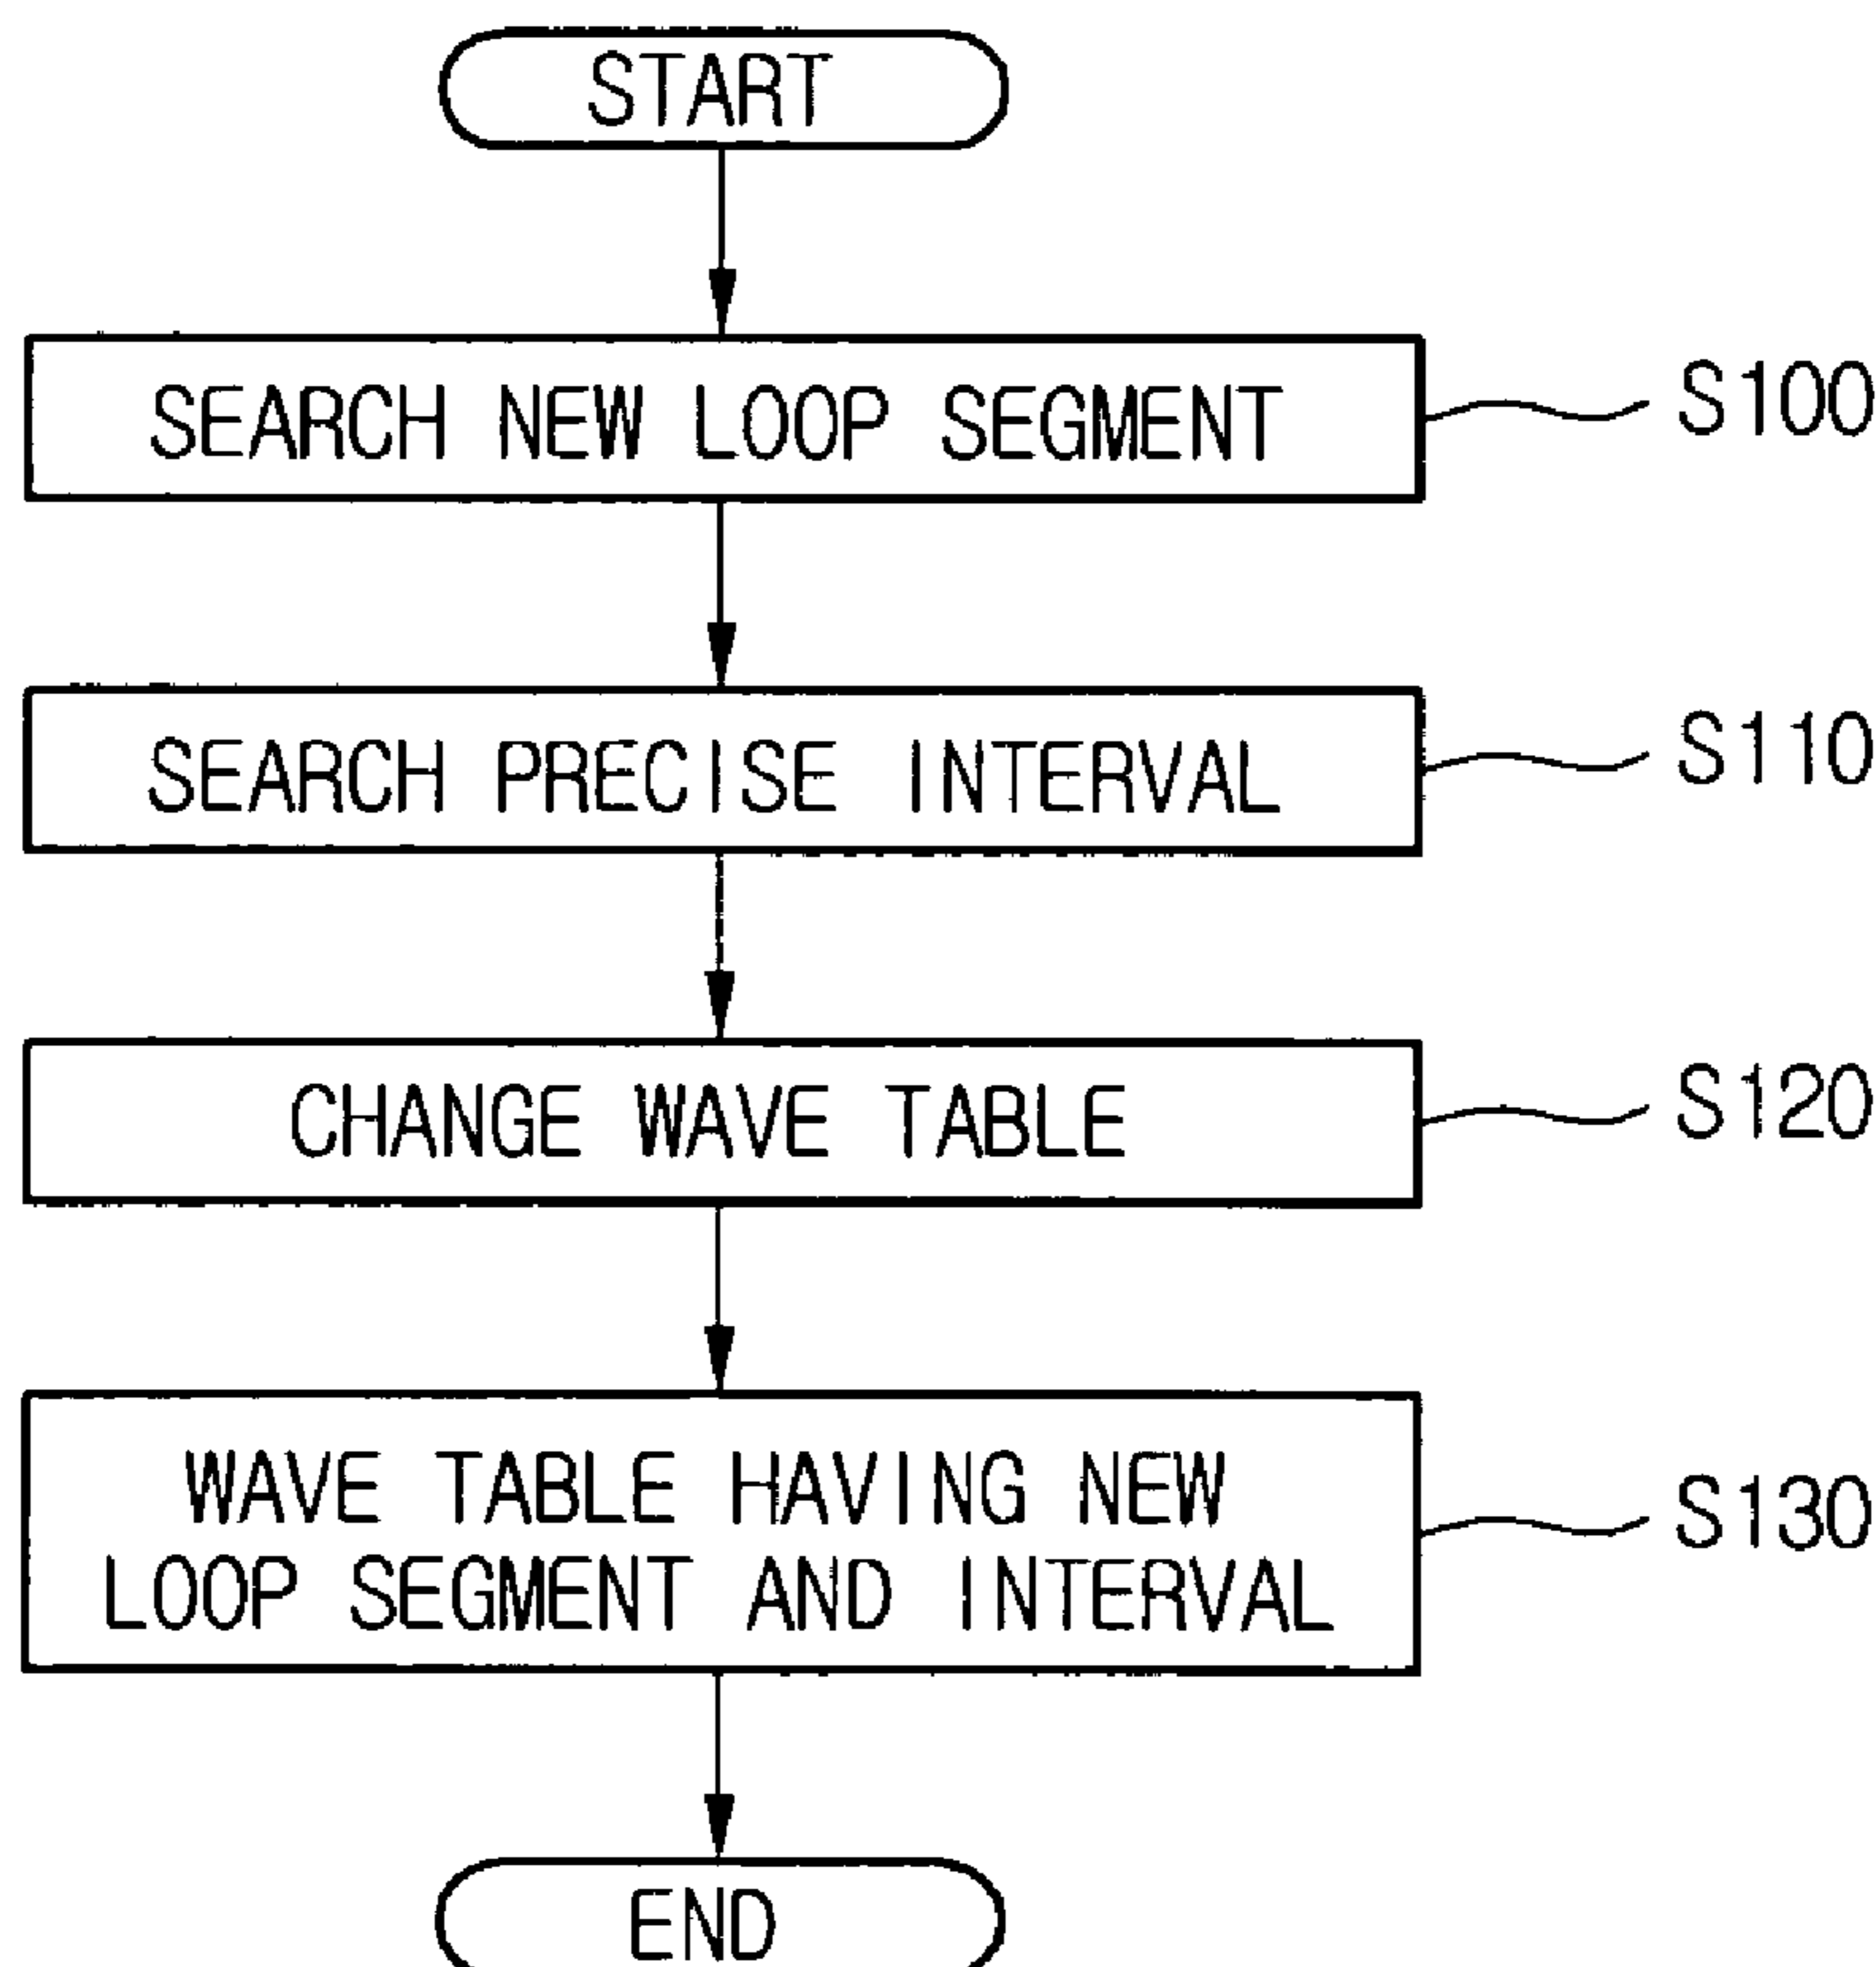 START
SEARCH NEW LOOP SEGMENT
S100
SEARCH PRECISE INTERVAL
S110
CHANGE WAVE TABLE
S120
WAVE TABLE HAVING NEW
LOOP SEGMENT AND INTERVAL
S130
END